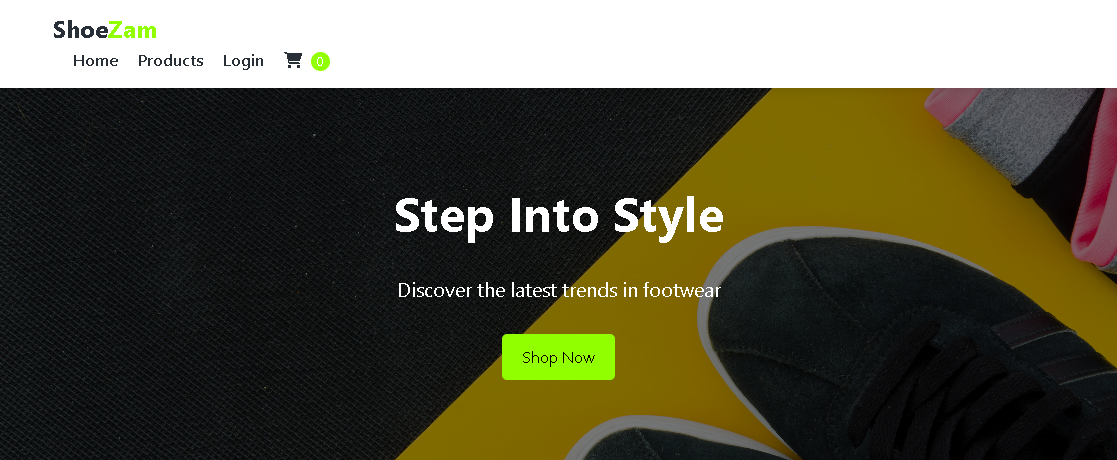 ShoeZam
Home Products Login 0
Step Into Style
Discover the latest trends in footwear
Shop Now